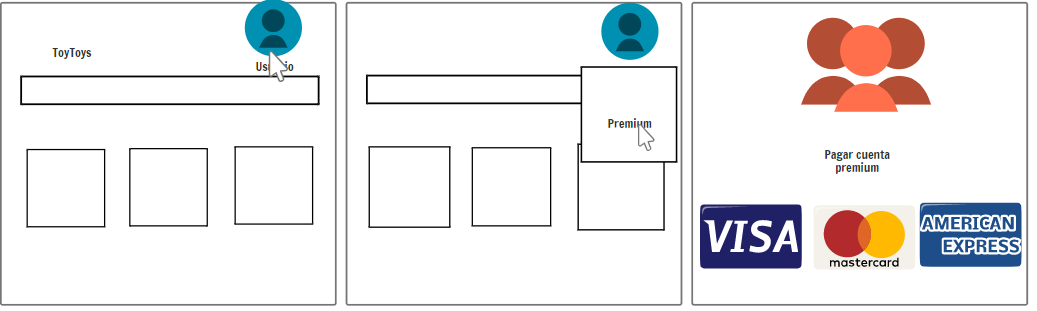 ToyToys
Premium
Pagar cuenta
premium
VISA
mastercard
AMERICAN
EXPRESS